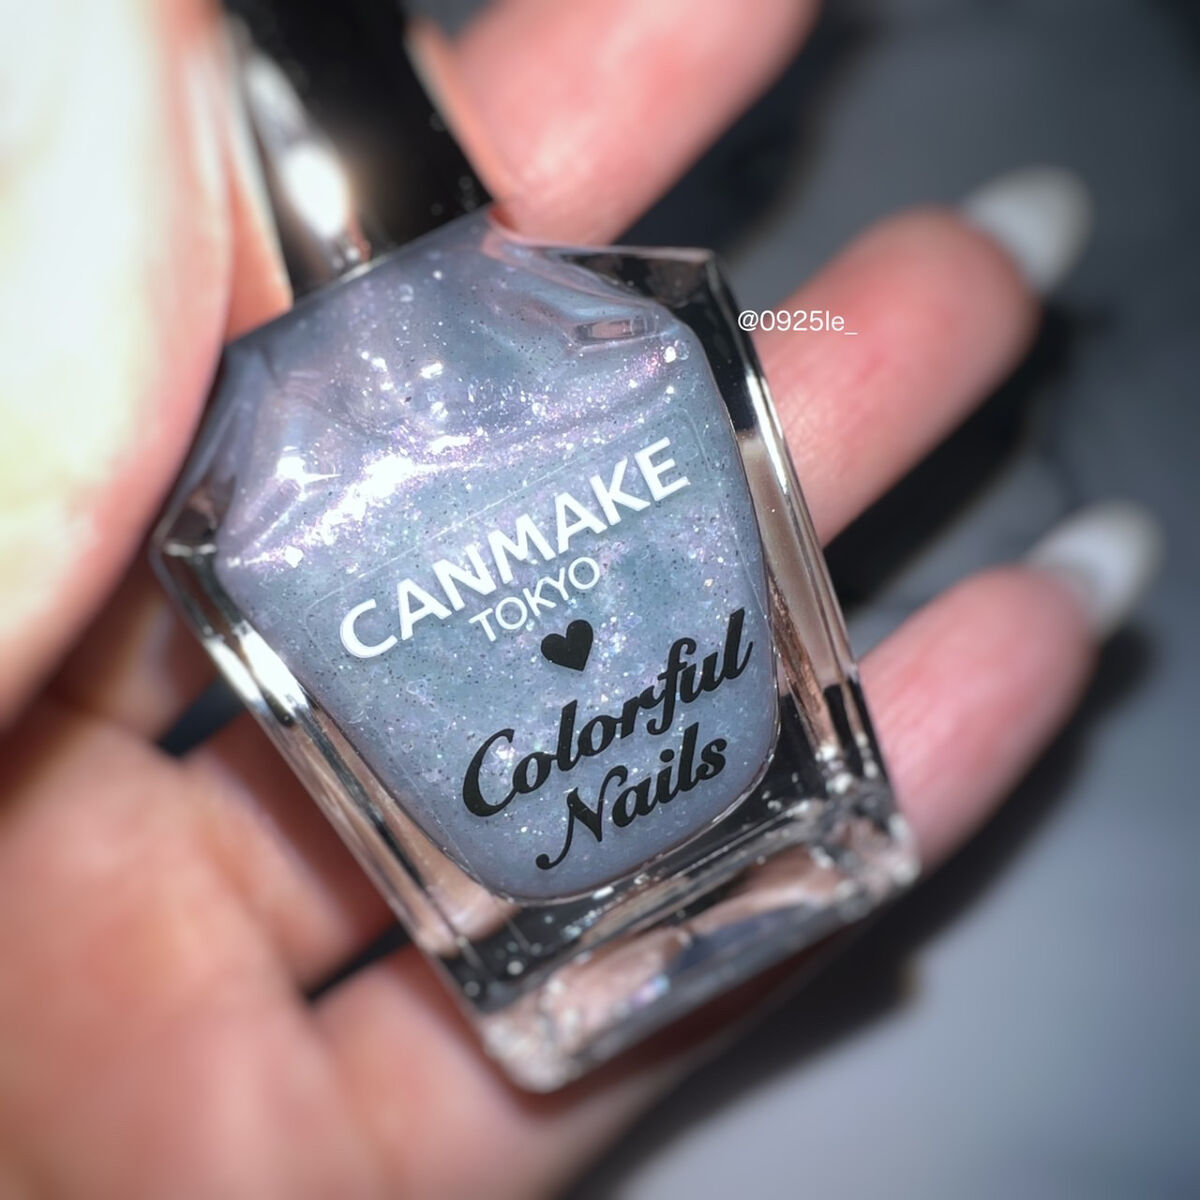 @0925le_
CANMAKE
TOKYO
Colorful
Nails